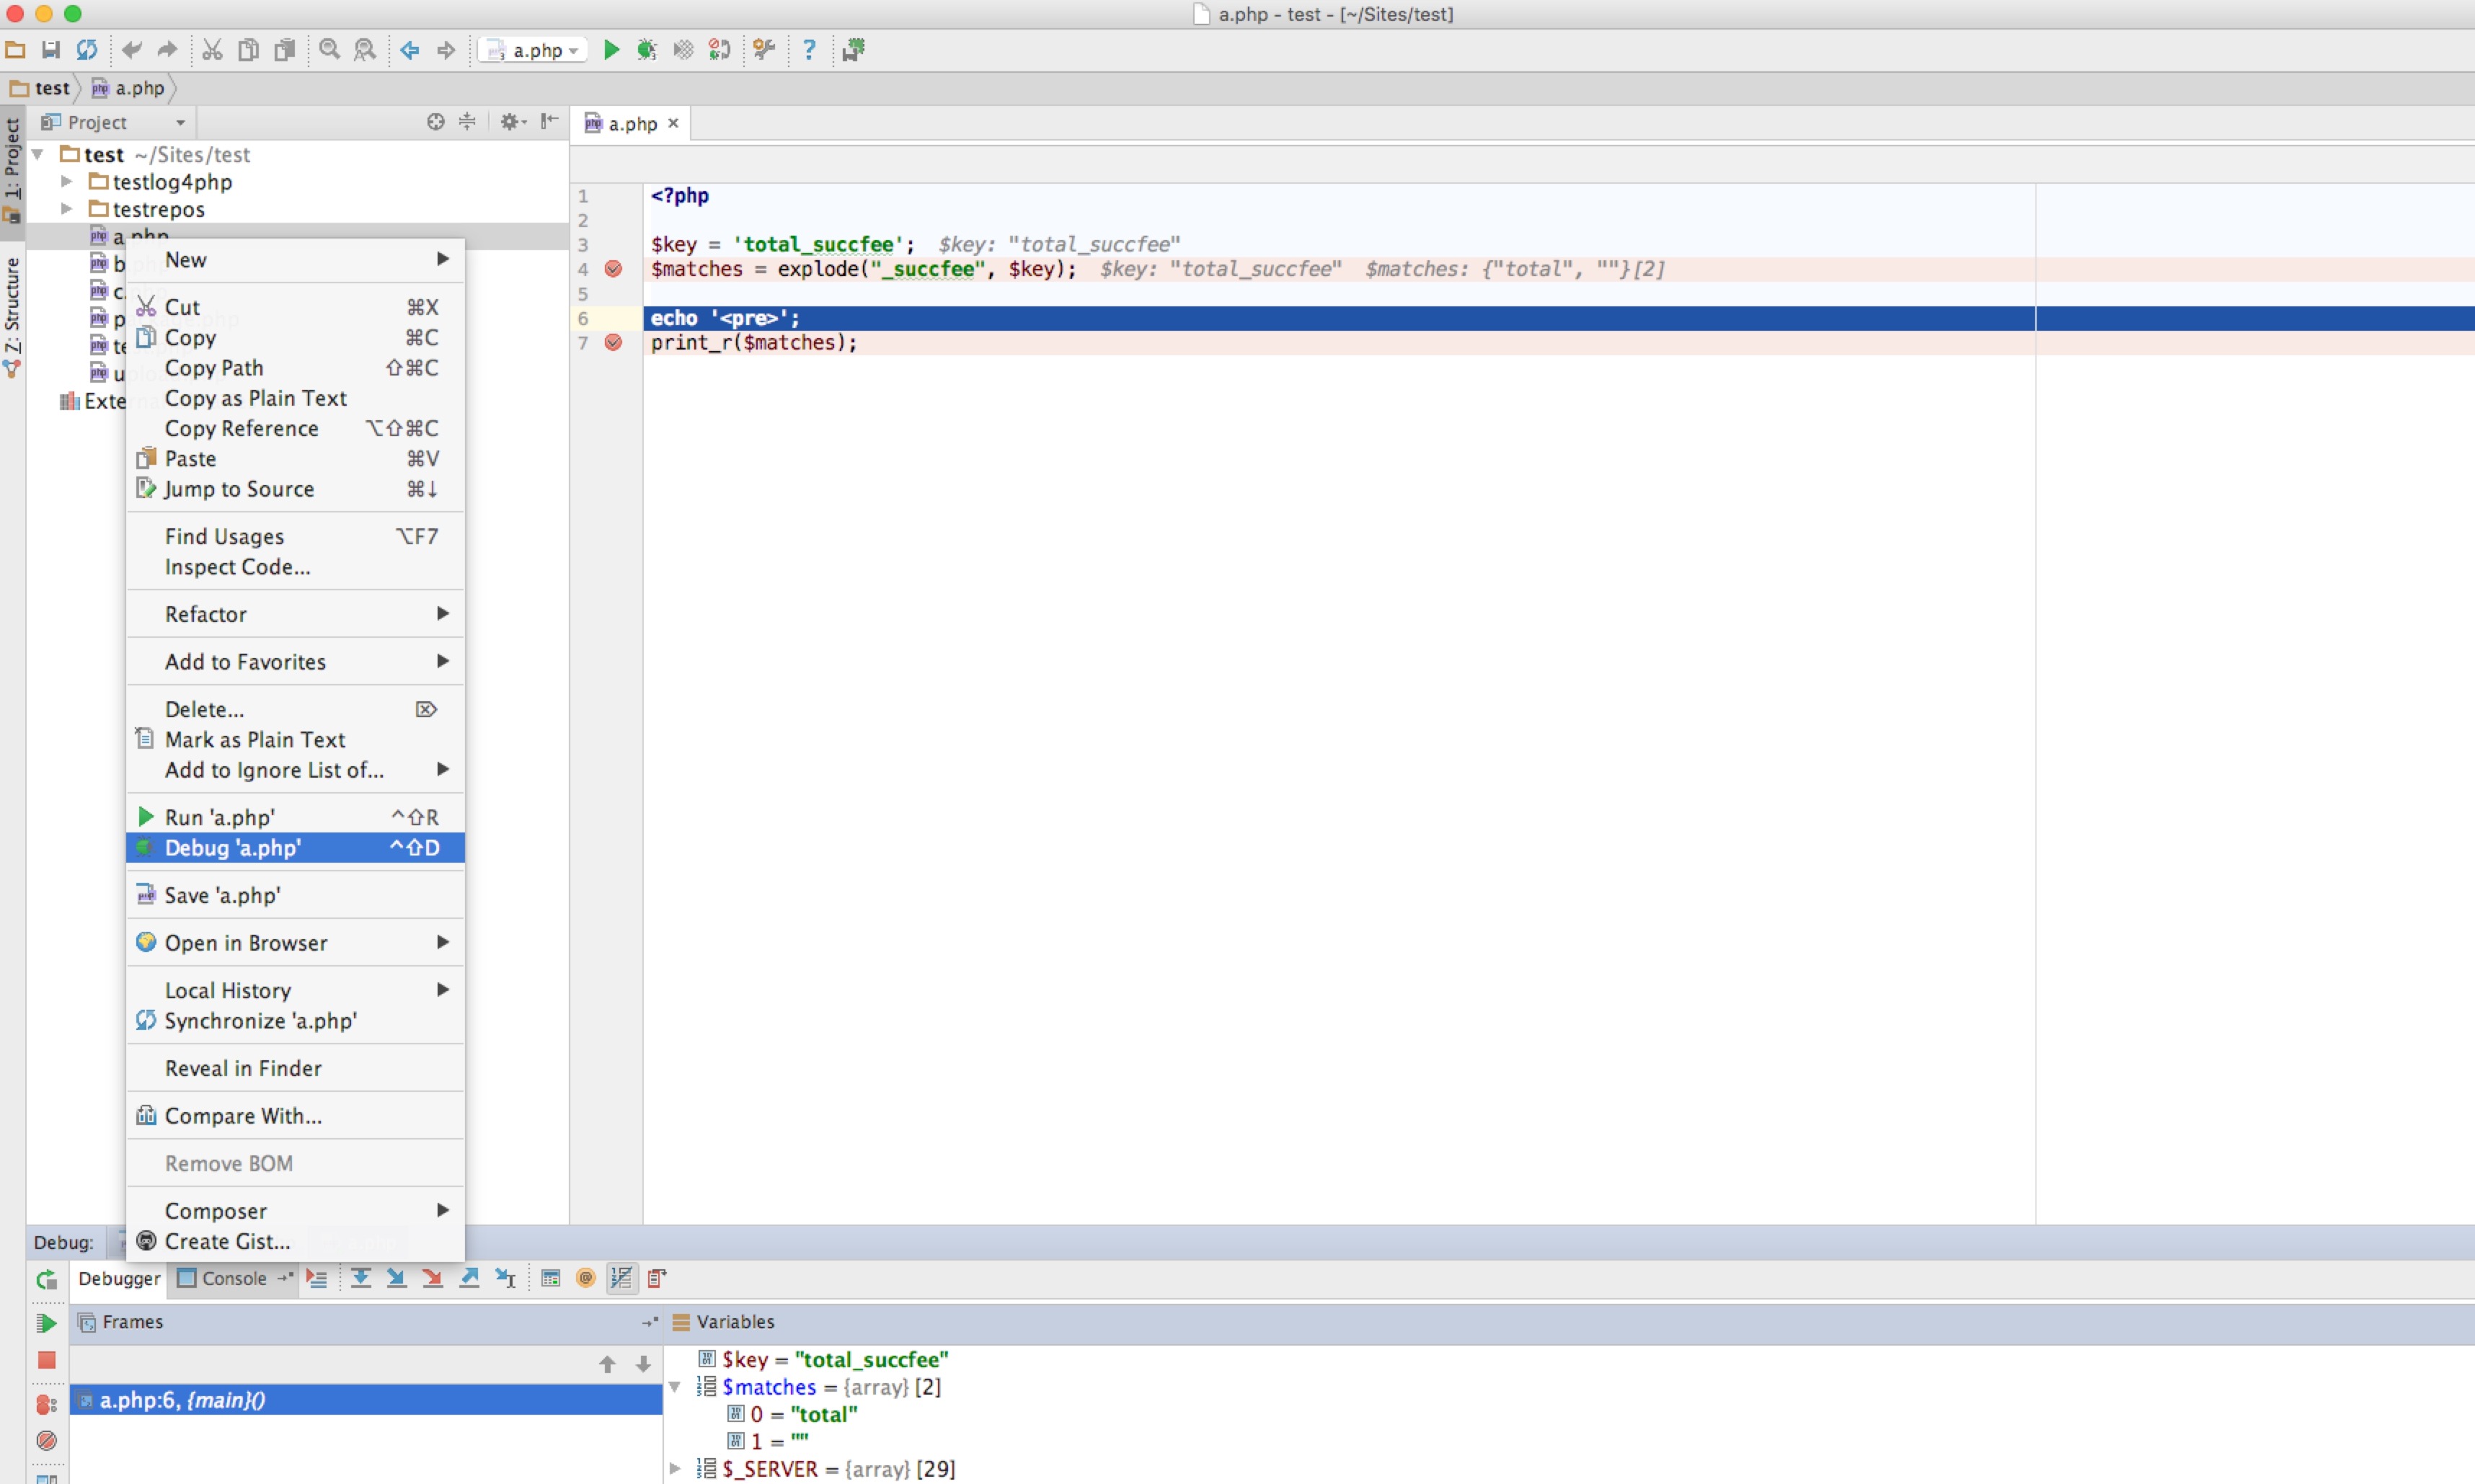 a.php - test - [~/Sites/test]
a.php
test
a.php
Project
a.php
1: Project
Z: Structure
test ~/Sites/test
testlog4php
testrepos
a.php
Exte
New
Cut ⌘X
Copy ⌘C
Copy Path ⇧⌘C
Copy as Plain Text
Copy Reference ⌥⇧⌘C
Paste ⌘V
Jump to Source ⌘↓
Find Usages ⌥F7
Inspect Code...
Refactor
Add to Favorites
Delete... ⌦
Mark as Plain Text
Add to Ignore List of...
Run 'a.php' ^⇧R
Debug 'a.php' ^⇧D
Save 'a.php'
Open in Browser
Local History
Synchronize 'a.php'
Reveal in Finder
Compare With...
Remove BOM
Composer
Create Gist...
1 <?php
2
3 $key = 'total_succfee'; $key: "total_succfee"
4 $matches = explode("_succfee", $key); $key: "total_succfee" $matches: {"total", ""}[2]
5
6 echo '<pre>';
7 print_r($matches);
Debug:
Debugger Console
Frames
Variables
a.php:6, {main}()
$key = "total_succfee"
$matches = {array} [2]
0 = "total"
1 = ""
$_SERVER = {array} [29]